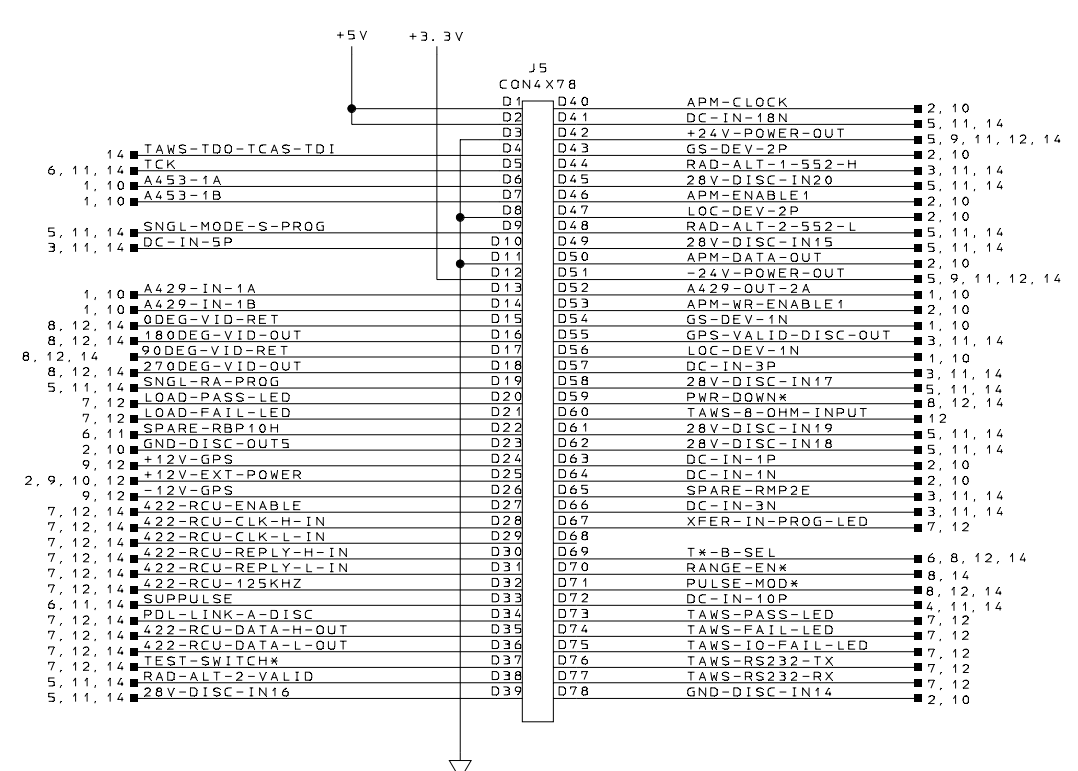 +5V +3.3V
J5
CON4X78
D1 D40 APM-CLOCK 2, 10
D2 D41 DC-IN-18N 5, 11, 14
D3 D42 +24V-POWER-OUT 5, 9, 11, 12, 14
14 TAWS-TDO-TCAS-TDI D4 D43 GS-DEV-2P 2, 10
6, 11, 14 TCK D5 D44 RAD-ALT-1-552-H 3, 11, 14
1, 10 A453-1A D6 D45 28V-DISC-IN20 5, 11, 14
1, 10 A453-1B D7 D46 APM-ENABLE1 2, 10
D8 D47 LOC-DEV-2P 2, 10
5, 11, 14 SNGL-MODE-S-PROG D9 D48 RAD-ALT-2-552-L 5, 11, 14
3, 11, 14 DC-IN-5P D10 D49 28V-DISC-IN15 5, 11, 14
D11 D50 APM-DATA-OUT 2, 10
D12 D51 -24V-POWER-OUT 5, 9, 11, 12, 14
1, 10 A429-IN-1A D13 D52 A429-OUT-2A 1, 10
1, 10 A429-IN-1B D14 D53 APM-WR-ENABLE1 2, 10
8, 12, 14 0DEG-VID-RET D15 D54 GS-DEV-1N 1, 10
8, 12, 14 180DEG-VID-OUT D16 D55 GPS-VALID-DISC-OUT 3, 11, 14
8, 12, 14 90DEG-VID-RET D17 D56 LOC-DEV-1N 1, 10
8, 12, 14 270DEG-VID-OUT D18 D57 DC-IN-3P 3, 11, 14
5, 11, 14 SNGL-RA-PROG D19 D58 28V-DISC-IN17 5, 11, 14
7, 12 LOAD-PASS-LED D20 D59 PWR-DOWN* 8, 12, 14
7, 12 LOAD-FAIL-LED D21 D60 TAWS-8-OHM-INPUT 12
6, 11 SPARE-RBP10H D22 D61 28V-DISC-IN19 5, 11, 14
2, 10 GND-DISC-OUT5 D23 D62 28V-DISC-IN18 5, 11, 14
9, 12 +12V-GPS D24 D63 DC-IN-1P 2, 10
2, 9, 10, 12 +12V-EXT-POWER D25 D64 DC-IN-1N 2, 10
9, 12 -12V-GPS D26 D65 SPARE-RMP2E 3, 11, 14
7, 12, 14 422-RCU-ENABLE D27 D66 DC-IN-3N 3, 11, 14
7, 12, 14 422-RCU-CLK-H-IN D28 D67 XFER-IN-PROG-LED 7, 12
7, 12, 14 422-RCU-CLK-L-IN D29 D68
7, 12, 14 422-RCU-REPLY-H-IN D30 D69 T*-B-SEL 6, 8, 12, 14
7, 12, 14 422-RCU-REPLY-L-IN D31 D70 RANGE-EN* 8, 14
7, 12, 14 422-RCU-125KHZ D32 D71 PULSE-MOD* 8, 12, 14
6, 11, 14 SUPPULSE D33 D72 DC-IN-10P 4, 11, 14
7, 12, 14 PDL-LINK-A-DISC D34 D73 TAWS-PASS-LED 7, 12
7, 12, 14 422-RCU-DATA-H-OUT D35 D74 TAWS-FAIL-LED 7, 12
7, 12, 14 422-RCU-DATA-L-OUT D36 D75 TAWS-IO-FAIL-LED 7, 12
7, 12, 14 TEST-SWITCH* D37 D76 TAWS-RS232-TX 7, 12
5, 11, 14 RAD-ALT-2-VALID D38 D77 TAWS-RS232-RX 7, 12
5, 11, 14 28V-DISC-IN16 D39 D78 GND-DISC-IN14 2, 10